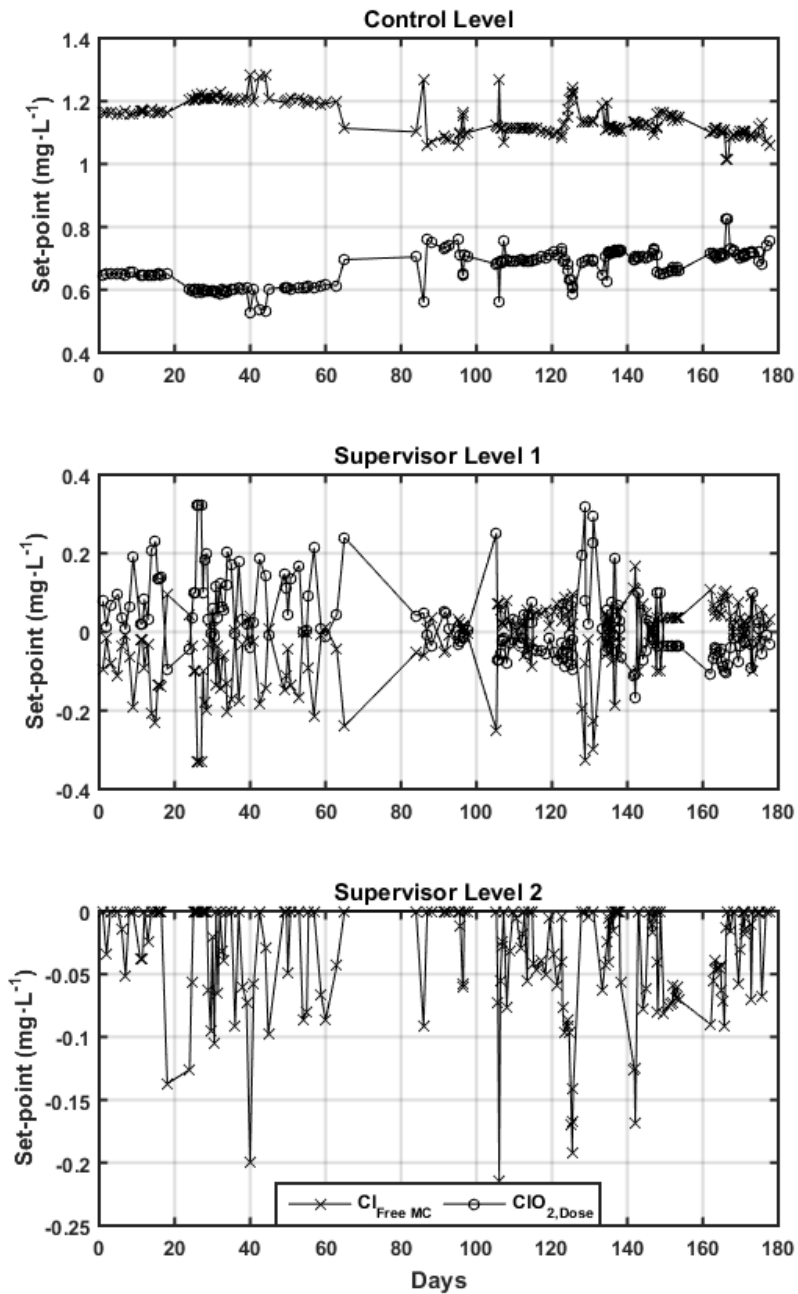 Control Level
Set-point (mg·L⁻¹)
1.4
1.2
1
0.8
0.6
0.4
0 20 40 60 80 100 120 140 160 180
Supervisor Level 1
Set-point (mg·L⁻¹)
0.4
0.2
0
-0.2
-0.4
0 20 40 60 80 100 120 140 160 180
Supervisor Level 2
Set-point (mg·L⁻¹)
0
-0.05
-0.1
-0.15
-0.2
-0.25
Cl Free MC ClO 2,Dose
0 20 40 60 80 100 120 140 160 180
Days